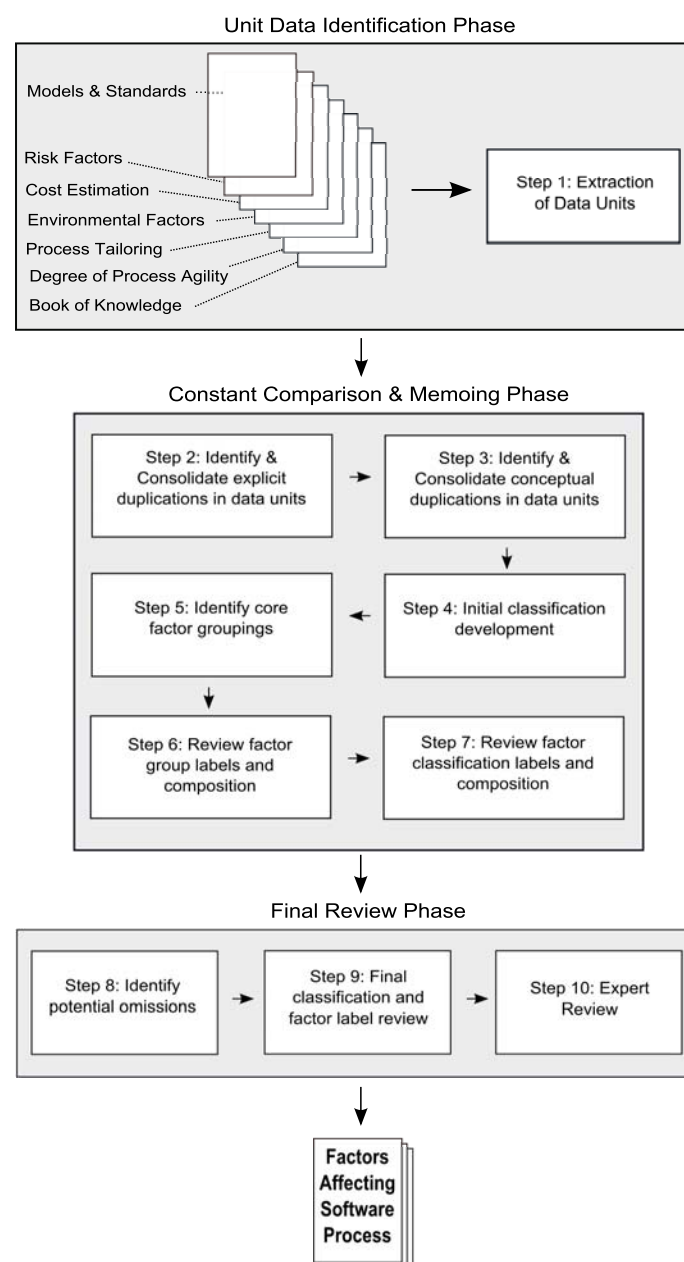 Unit Data Identification Phase
Models & Standards
Risk Factors
Cost Estimation
Environmental Factors
Process Tailoring
Degree of Process Agility
Book of Knowledge
Step 1: Extraction
of Data Units
Constant Comparison & Memoing Phase
Step 2: Identify &
Consolidate explicit
duplications in data units
Step 3: Identify &
Consolidate conceptual
duplications in data units
Step 5: Identify core
factor groupings
Step 4: Initial classification
development
Step 6: Review factor
group labels and
composition
Step 7: Review factor
classification labels and
composition
Final Review Phase
Step 8: Identify
potential omissions
Step 9: Final
classification and
factor label review
Step 10: Expert
Review
Factors
Affecting
Software
Process